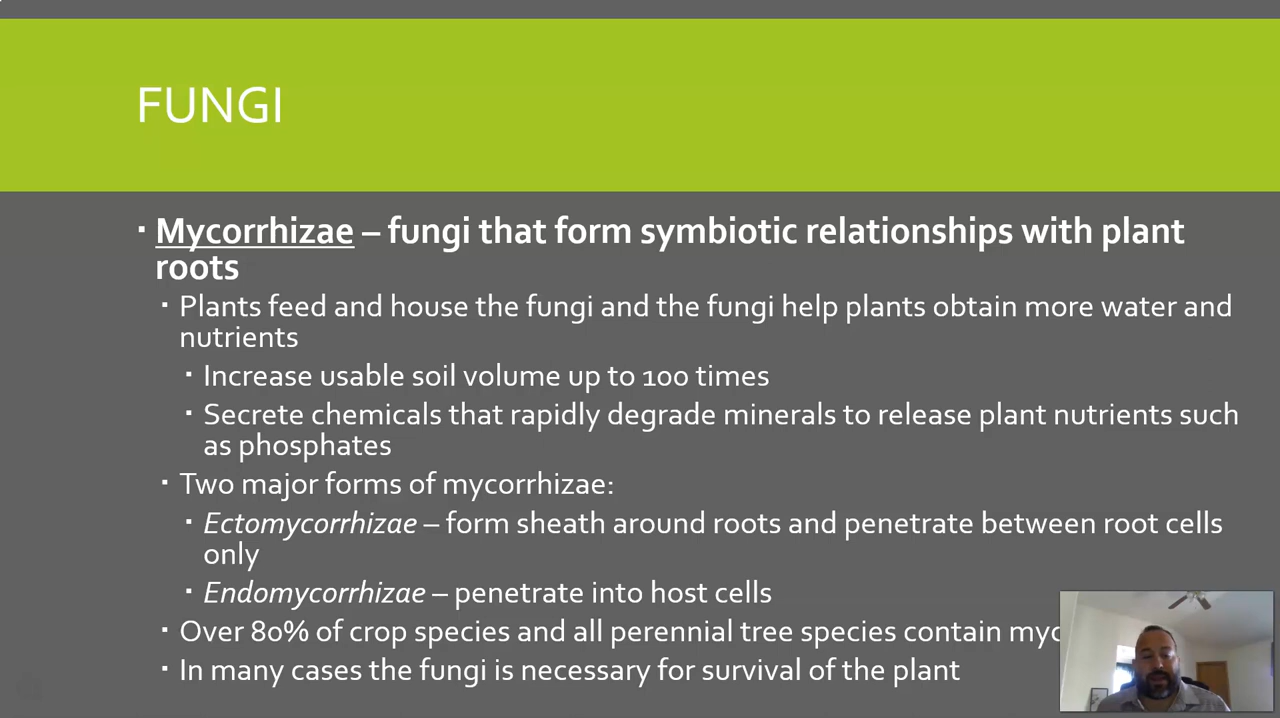 FUNGI
Mycorrhizae – fungi that form symbiotic relationships with plant
roots
Plants feed and house the fungi and the fungi help plants obtain more water and
nutrients
Increase usable soil volume up to 100 times
Secrete chemicals that rapidly degrade minerals to release plant nutrients such
as phosphates
Two major forms of mycorrhizae:
Ectomycorrhizae – form sheath around roots and penetrate between root cells
only
Endomycorrhizae – penetrate into host cells
Over 80% of crop species and all perennial tree species contain
In many cases the fungi is necessary for survival of the plant